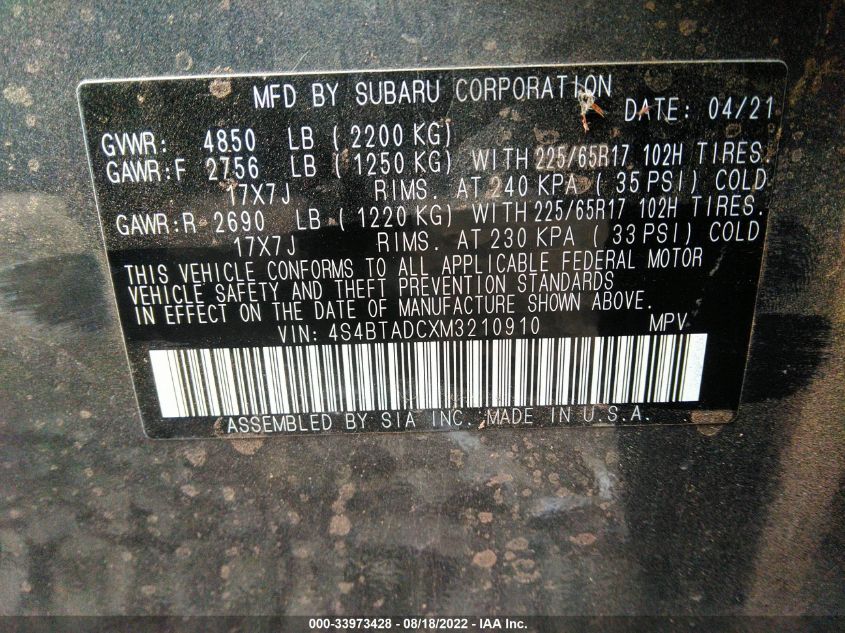 MFD BY SUBARU CORPORATION
DATE: 04/21
GVWR: 4850 LB (2200 KG)
GAWR:F 2756 LB (1250 KG) WITH 225/65R17 102H TIRES.
17X7J RIMS. AT 240 KPA (35 PSI) COLD
GAWR:R 2690 LB (1220 KG) WITH 225/65R17 102H TIRES.
17X7J RIMS. AT 230 KPA (33 PSI) COLD
THIS VEHICLE CONFORMS TO ALL APPLICABLE FEDERAL MOTOR
VEHICLE SAFETY AND THEFT PREVENTION STANDARDS
IN EFFECT ON THE DATE OF MANUFACTURE SHOWN ABOVE.
VIN: 4S4BTADCXM3210910 MPV
ASSEMBLED BY SIA INC. MADE IN U.S.A.
000-33973428 - 08/18/2022 - IAA Inc.